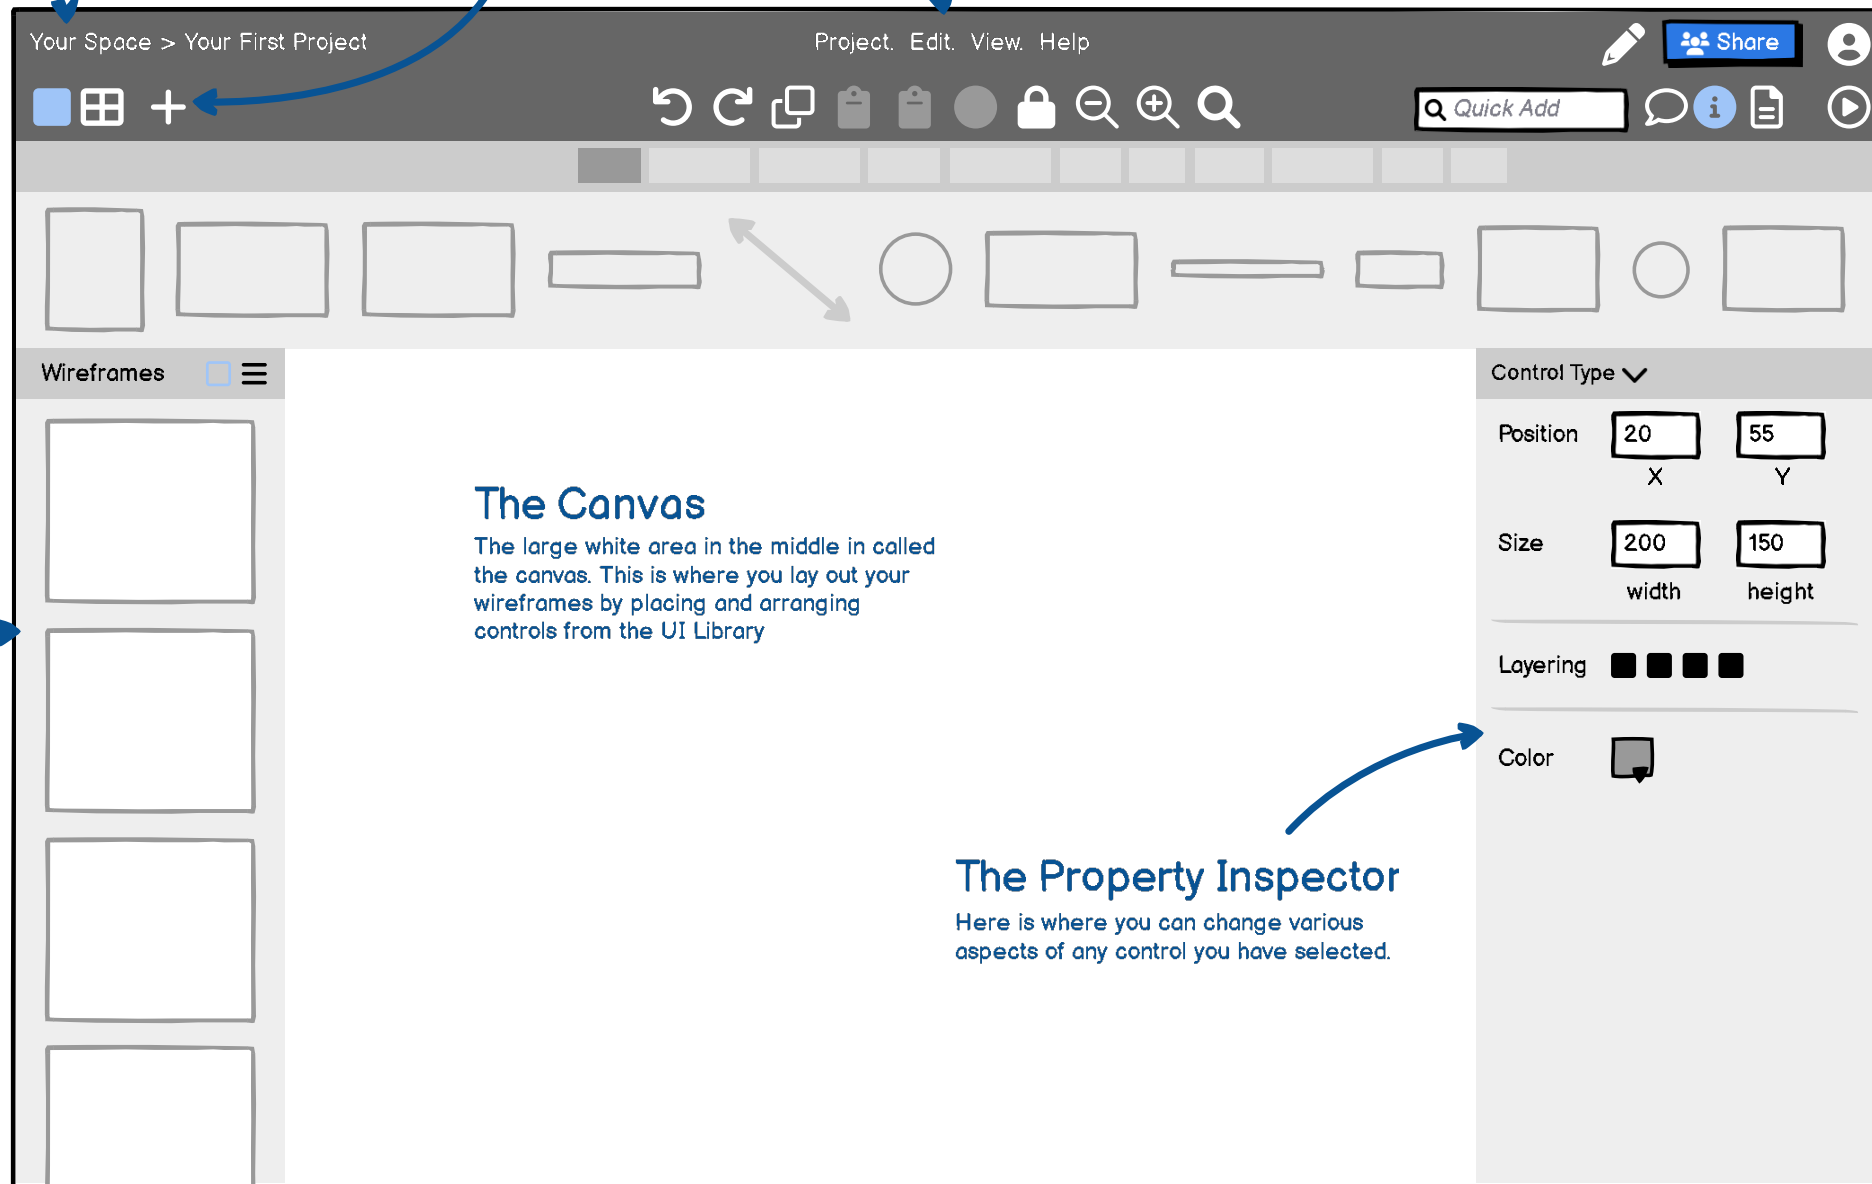 Your Space > Your First Project
Project. Edit. View. Help
Share
Quick Add
Wireframes
Control Type
Position
20
55
X
Y
Size
200
150
width
height
Layering
Color
The Canvas
The large white area in the middle in called
the canvas. This is where you lay out your
wireframes by placing and arranging
controls from the UI Library
The Property Inspector
Here is where you can change various
aspects of any control you have selected.